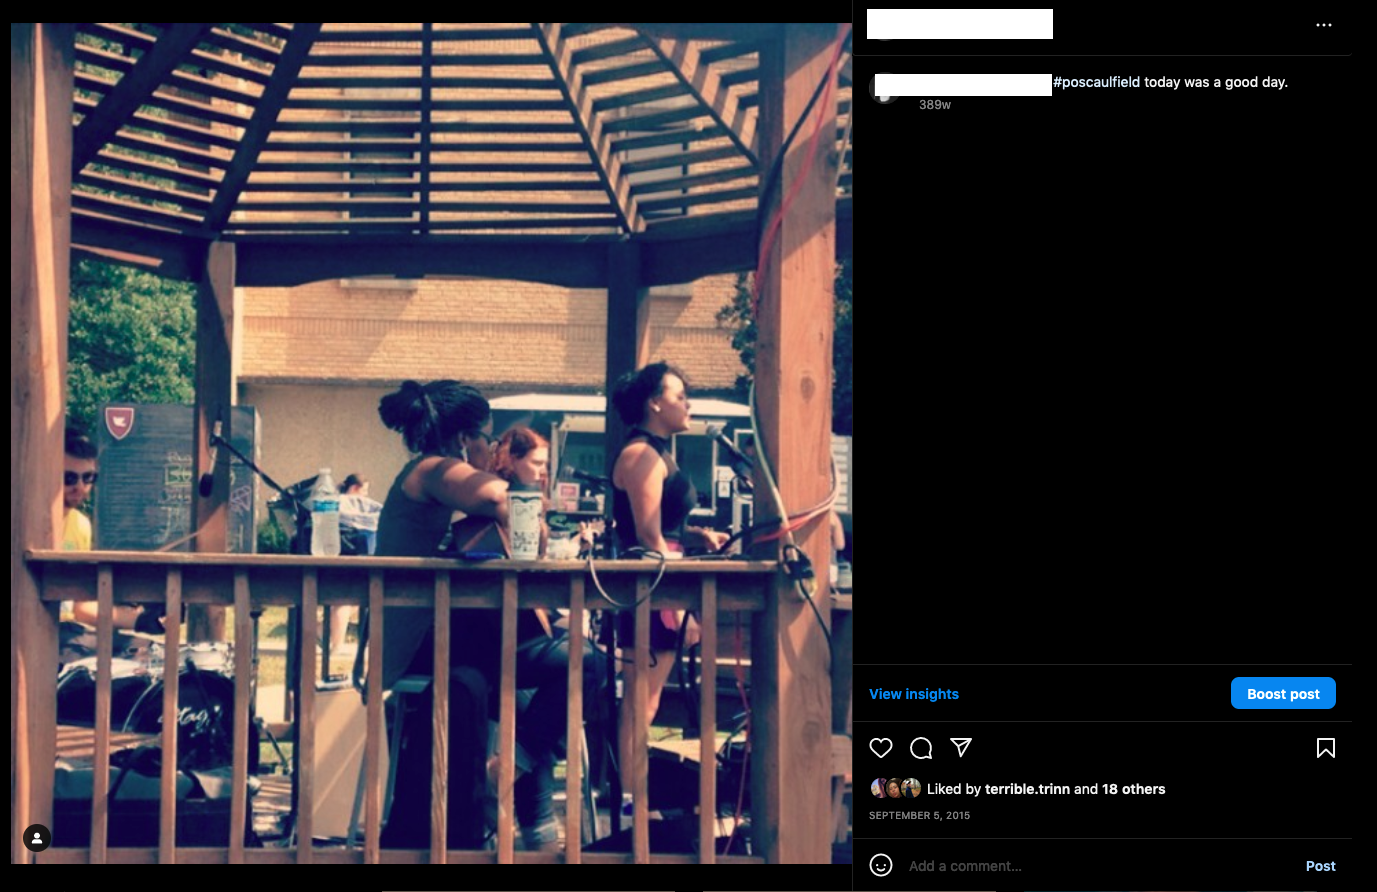 #poscaulfield today was a good day.
389w
Stag
View insights
Boost post
Liked by terrible.trinn and 18 others
SEPTEMBER 5, 2015
Add a comment...
Post